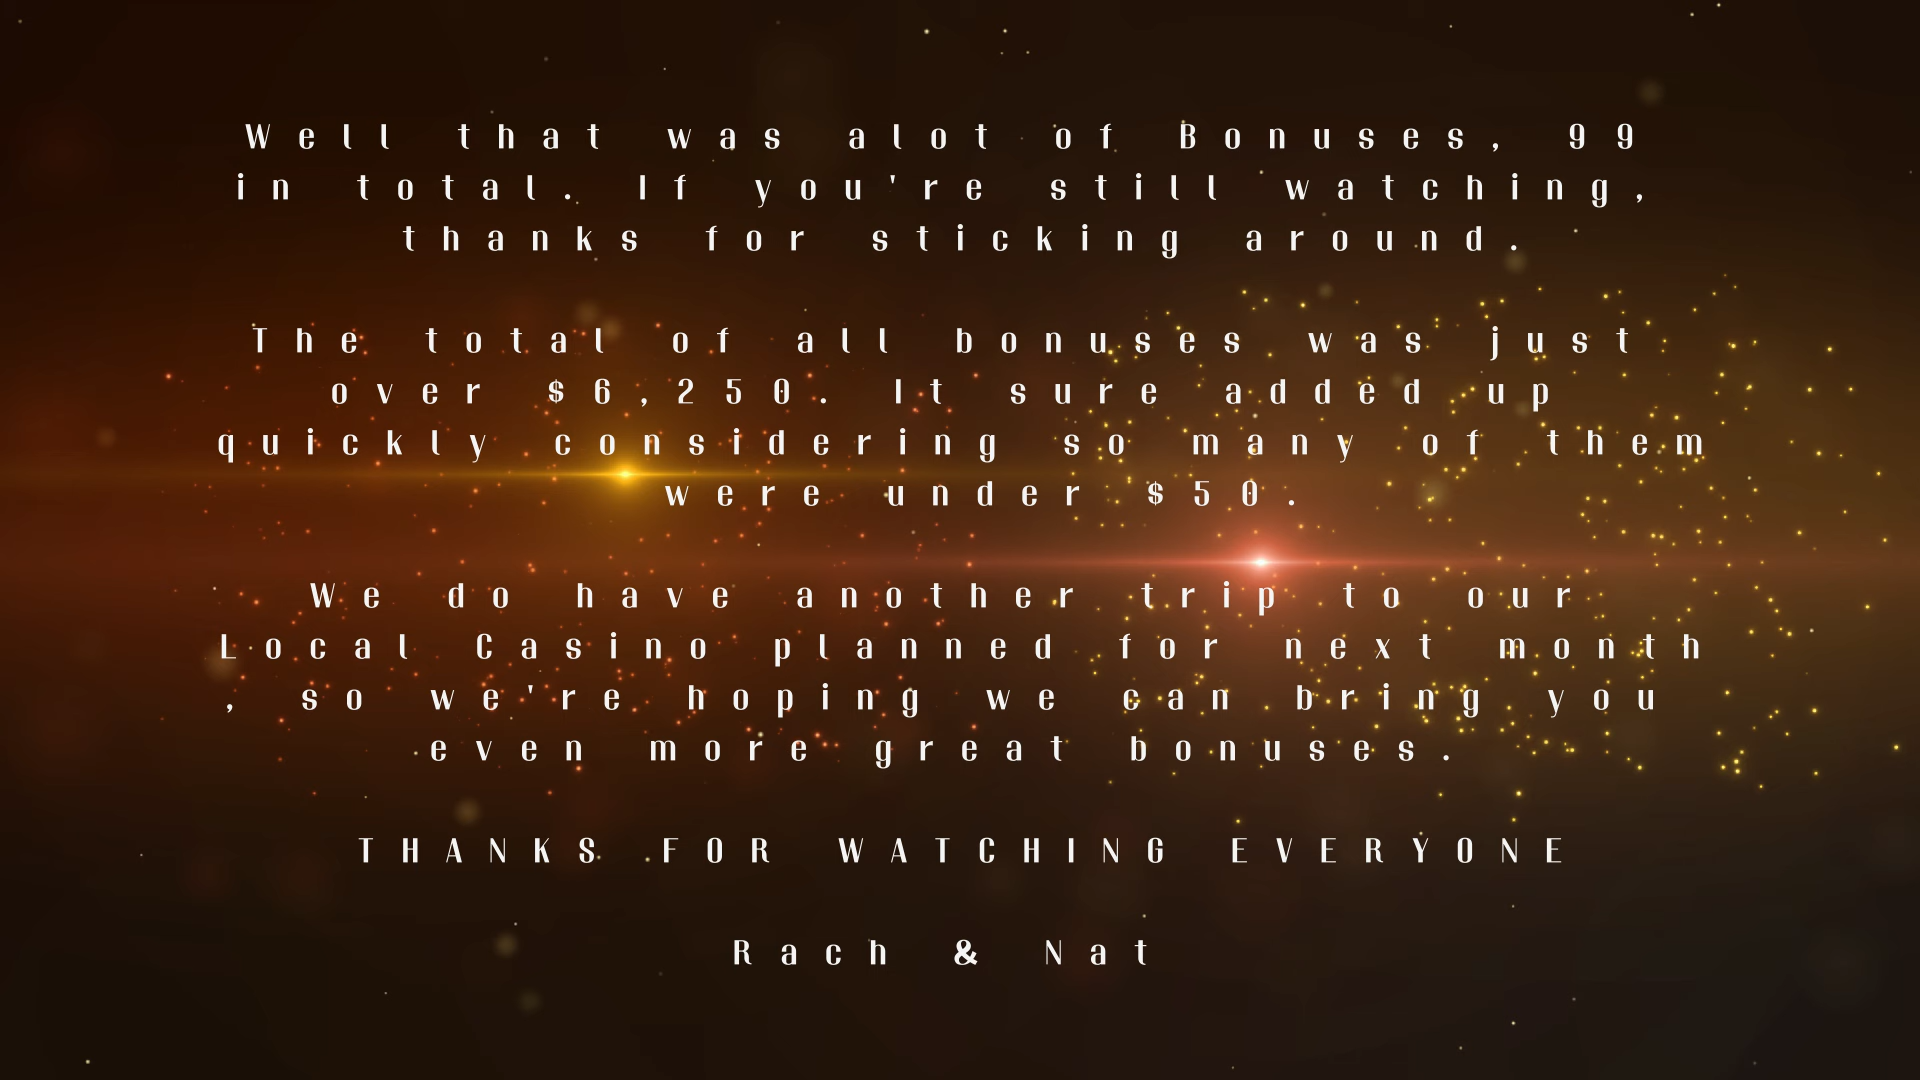 Well that was alot of Bonuses, 99
in total. If you're still watching,
thanks for sticking around.
The total of all bonuses was just
over $6,250. It sure added up
quickly considering so many of them
were under $50.
We do have another trip to our
Local Casino planned for next month
, so we're hoping we can bring you
even more great bonuses.
THANKS FOR WATCHING EVERYONE
Rach & Nat